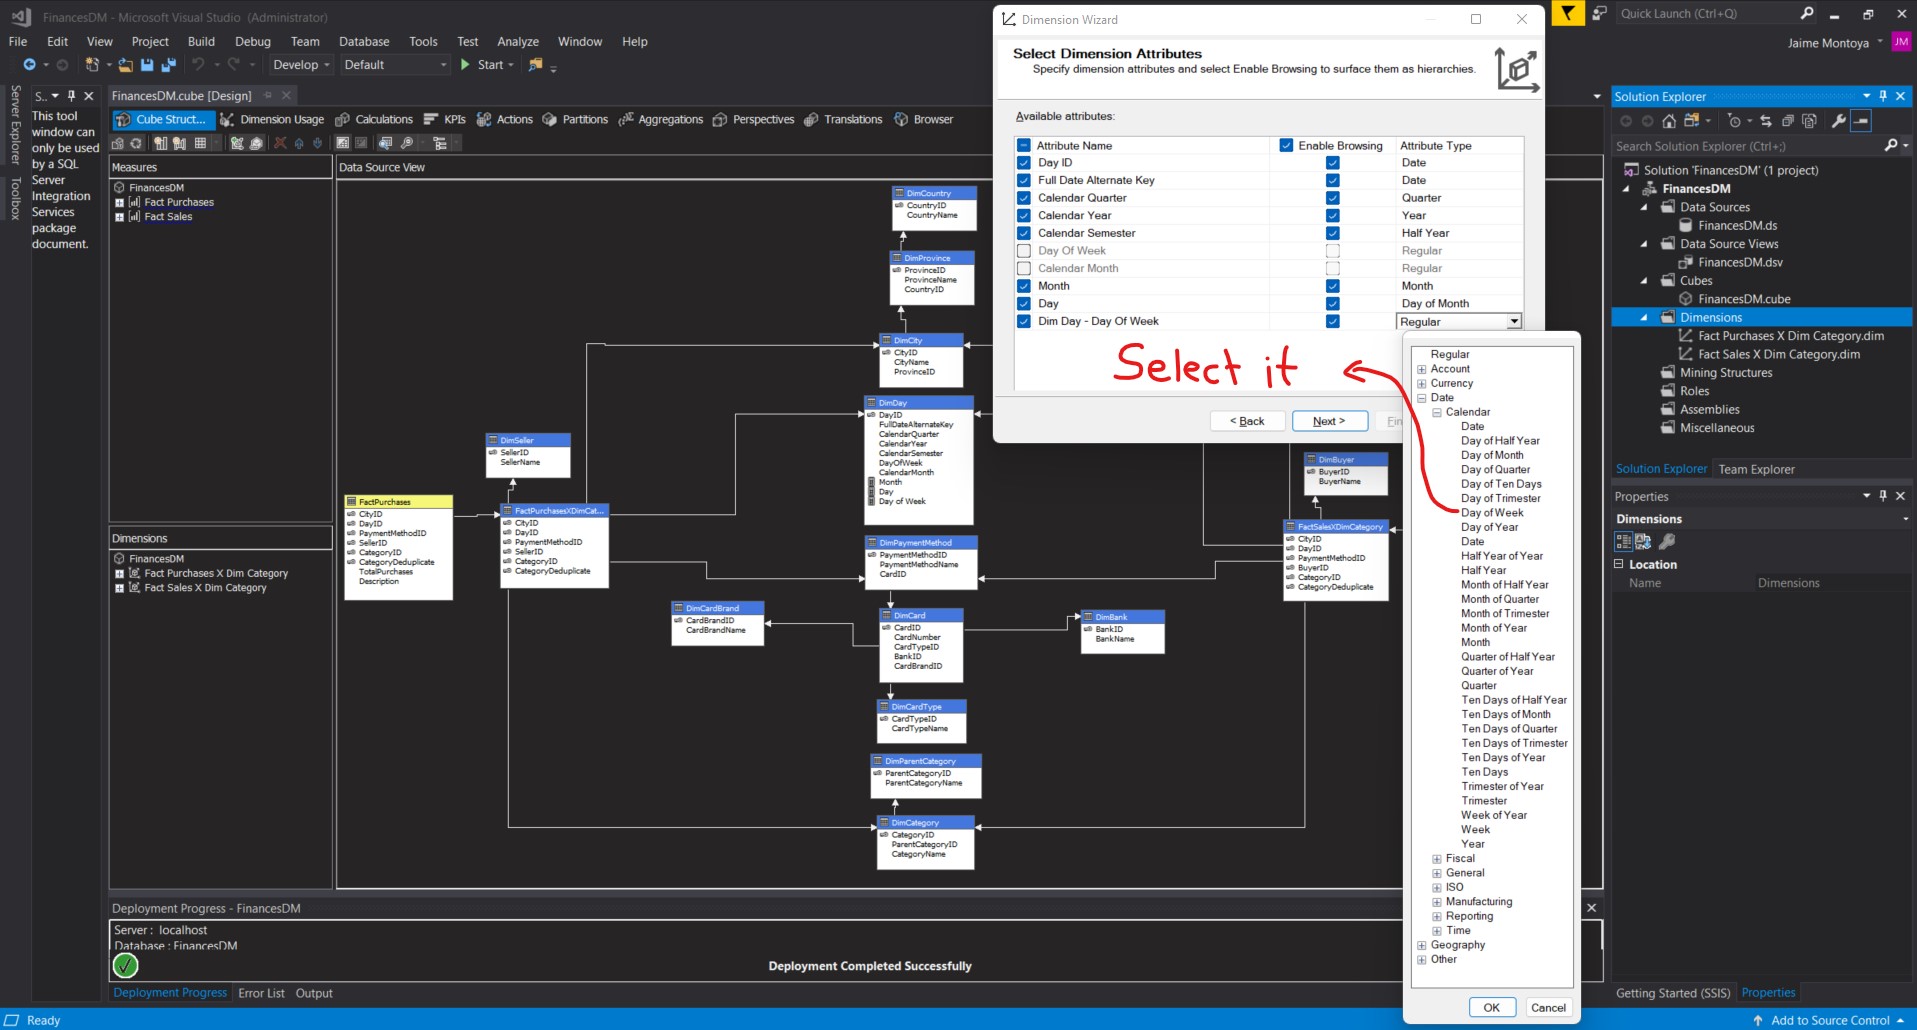 FinancesDM - Microsoft Visual Studio (Administrator)
Quick Launch (Ctrl+Q)
File Edit View Project Build Debug Team Database Tools Test Analyze Window Help
Jaime Montoya JM
Develop Default Start
Server Explorer
Toolbox
S..
This tool
window can
only be used
by a SQL
Server
Integration
Services
package
document.
FinancesDM.cube [Design]
Cube Struct... Dimension Usage Calculations KPIs Actions Partitions Aggregations Perspectives Translations Browser
Measures
FinancesDM
Fact Purchases
Fact Sales
Dimensions
FinancesDM
Fact Purchases X Dim Category
Fact Sales X Dim Category
Data Source View
DimCountry
CountryID
CountryName
DimProvince
ProvinceID
ProvinceName
CountryID
DimCity
CityID
CityName
ProvinceID
DimDay
DayID
FullDateAlternateKey
CalendarQuarter
CalendarYear
CalendarSemester
DayOfWeek
CalendarMonth
Month
Day
Day of Week
DimSeller
SellerID
SellerName
FactPurchases
CityID
DayID
PaymentMethodID
SellerID
CategoryID
CategoryDeduplicate
TotalPurchases
Description
FactPurchasesXDimCat...
CityID
DayID
PaymentMethodID
SellerID
CategoryID
CategoryDeduplicate
DimPaymentMethod
PaymentMethodID
PaymentMethodName
CardID
DimBuyer
BuyerID
BuyerName
FactSalesXDimCategory
CityID
DayID
PaymentMethodID
BuyerID
CategoryID
CategoryDeduplicate
DimCardBrand
CardBrandID
CardBrandName
DimCard
CardID
CardNumber
CardTypeID
BankID
CardBrandID
DimBank
BankID
BankName
DimCardType
CardTypeID
CardTypeName
DimParentCategory
ParentCategoryID
ParentCategoryName
DimCategory
CategoryID
ParentCategoryID
CategoryName
Dimension Wizard
Select Dimension Attributes
Specify dimension attributes and select Enable Browsing to surface them as hierarchies.
Available attributes:
Attribute Name Enable Browsing Attribute Type
Day ID Date
Full Date Alternate Key Date
Calendar Quarter Quarter
Calendar Year Year
Calendar Semester Half Year
Day Of Week Regular
Calendar Month Regular
Month Month
Day Day of Month
Dim Day - Day Of Week Regular
Select it
< Back Next > Fin
Regular
Account
Currency
Date
Calendar
Date
Day of Half Year
Day of Month
Day of Quarter
Day of Ten Days
Day of Trimester
Day of Week
Day of Year
Date
Half Year of Year
Half Year
Month of Half Year
Month of Quarter
Month of Trimester
Month of Year
Month
Quarter of Half Year
Quarter of Year
Quarter
Ten Days of Half Year
Ten Days of Month
Ten Days of Quarter
Ten Days of Trimester
Ten Days of Year
Ten Days
Trimester of Year
Trimester
Week of Year
Week
Year
Fiscal
General
ISO
Manufacturing
Reporting
Time
Geography
Other
OK Cancel
Solution Explorer
Search Solution Explorer (Ctrl+;)
Solution 'FinancesDM' (1 project)
FinancesDM
Data Sources
FinancesDM.ds
Data Source Views
FinancesDM.dsv
Cubes
FinancesDM.cube
Dimensions
Fact Purchases X Dim Category.dim
Fact Sales X Dim Category.dim
Mining Structures
Roles
Assemblies
Miscellaneous
Solution Explorer Team Explorer
Properties
Dimensions
Location
Name Dimensions
Getting Started (SSIS) Properties
Deployment Progress - FinancesDM
Server : localhost
Database : FinancesDM
Deployment Completed Successfully
Deployment Progress Error List Output
Ready
Add to Source Control